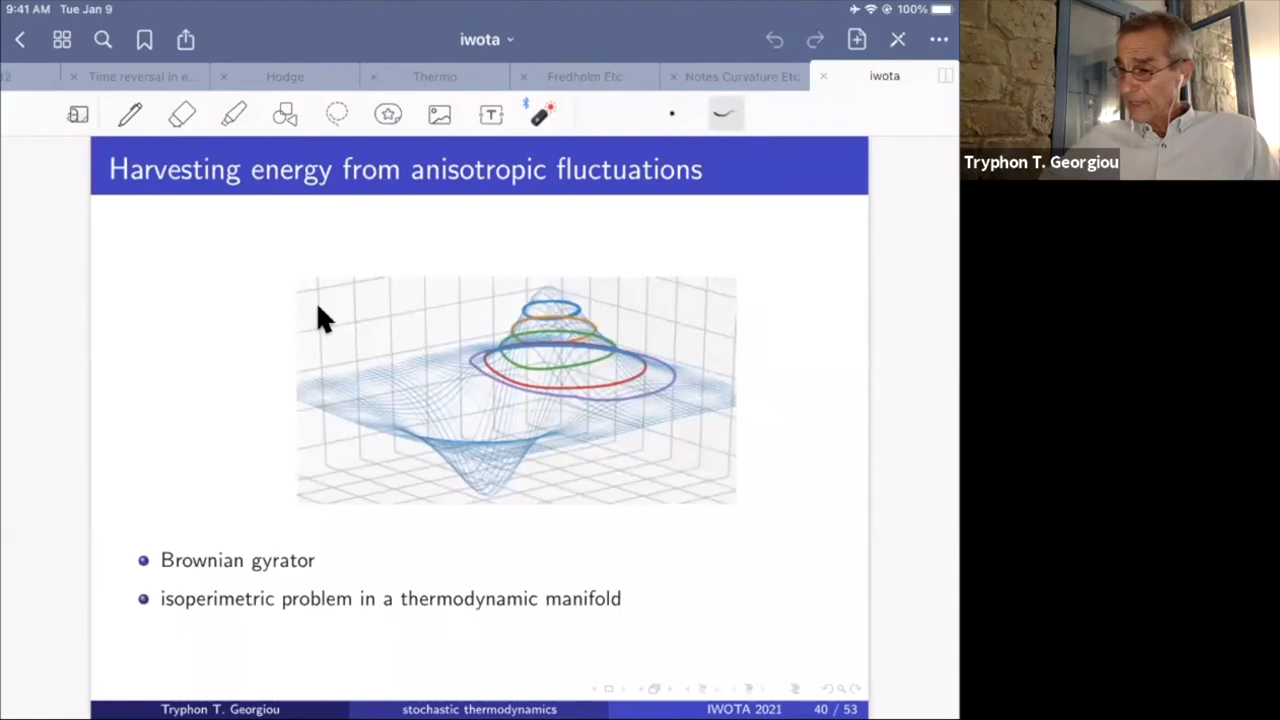 9:41 AM Tue Jan 9
100%
iwota
Time reversal in e...
Hodge
Thermo
Fredholm Etc
Notes Curvature Etc
iwota
T
Harvesting energy from anisotropic fluctuations
Tryphon T. Georgiou
Brownian gyrator
isoperimetric problem in a thermodynamic manifold
Tryphon T. Georgiou
stochastic thermodynamics
IWOTA 2021
40 / 53